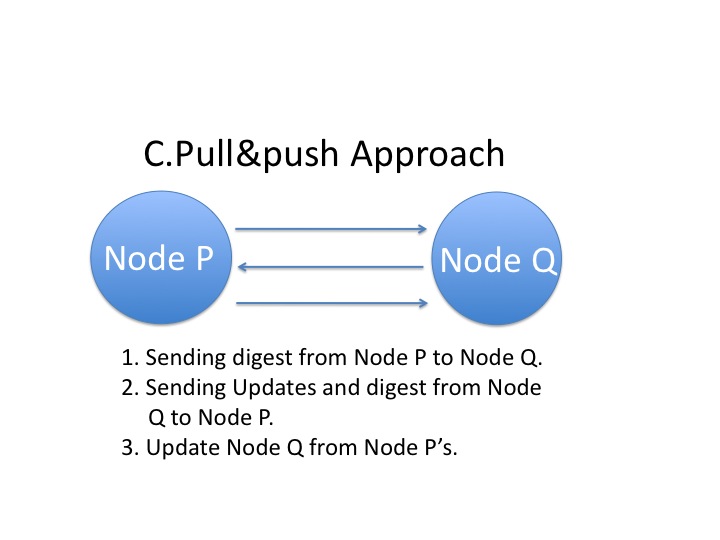 C.Pull&push Approach
Node P
Node Q
1. Sending digest from Node P to Node Q.
2. Sending Updates and digest from Node
Q to Node P.
3. Update Node Q from Node P’s.